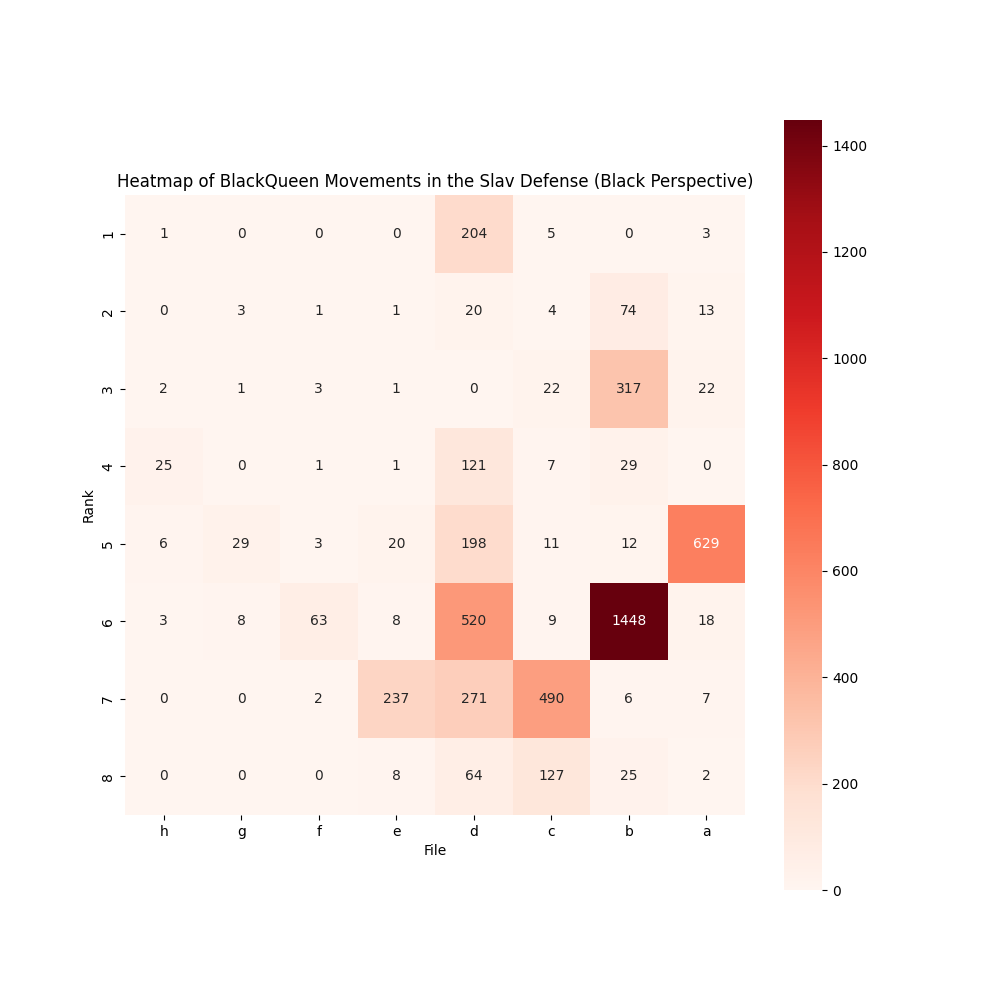 Heatmap of BlackQueen Movements in the Slav Defense (Black Perspective)
1 1 0 0 0 204 5 0 3
2 0 3 1 1 20 4 74 13
3 2 1 3 1 0 22 317 22
4 25 0 1 1 121 7 29 0
5 6 29 3 20 198 11 12 629
6 3 8 63 8 520 9 1448 18
7 0 0 2 237 271 490 6 7
8 0 0 0 8 64 127 25 2
h g f e d c b a
File
Rank
1400
1200
1000
800
600
400
200
0